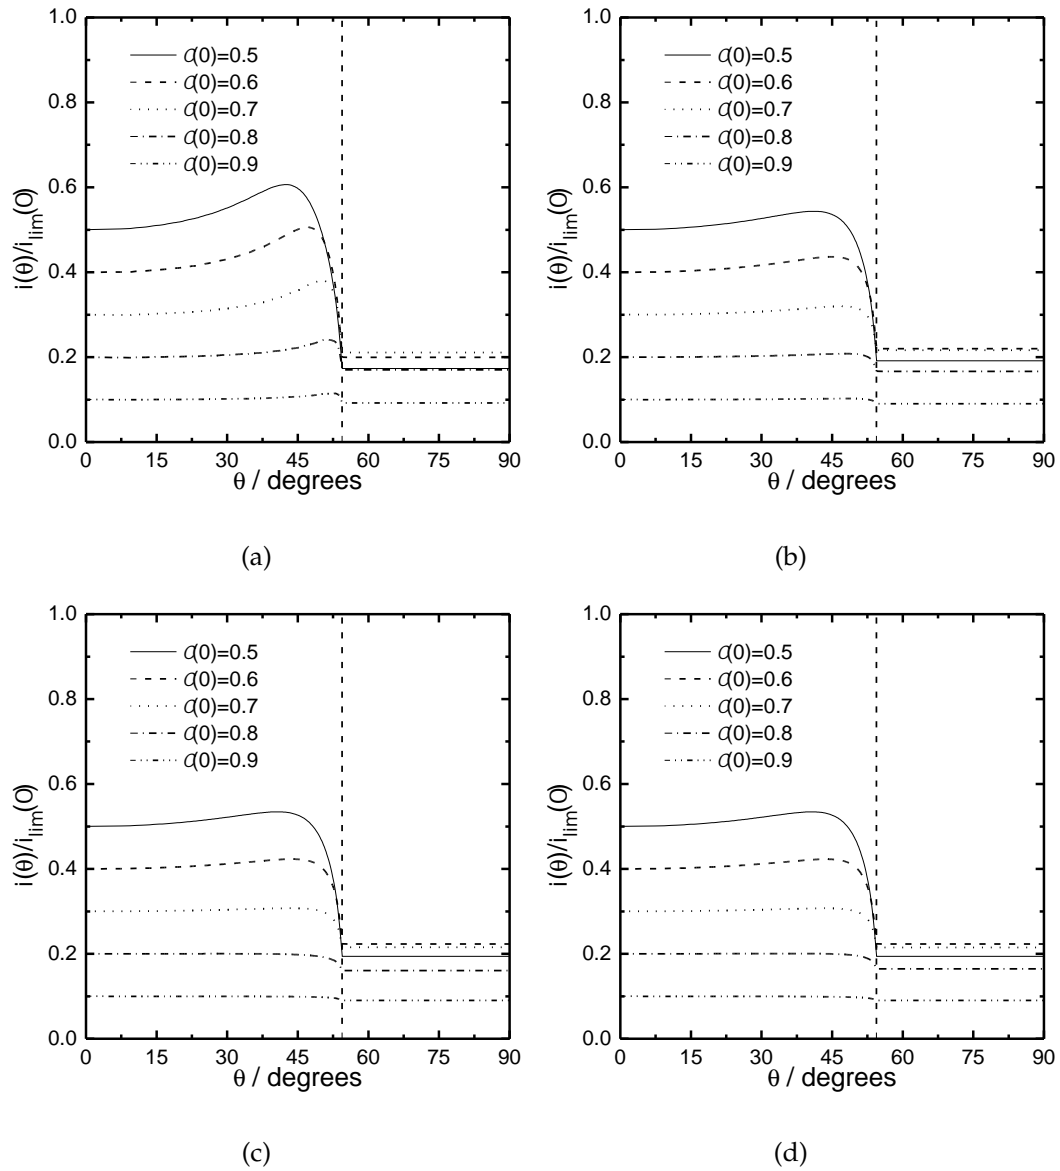 1.0
0.8
0.6
0.4
0.2
0.0
i(θ)/i_lim(0)
C(0)=0.5
C(0)=0.6
C(0)=0.7
C(0)=0.8
C(0)=0.9
0 15 30 45 60 75 90
θ / degrees
(a)
1.0
0.8
0.6
0.4
0.2
0.0
i(θ)/i_lim(0)
C(0)=0.5
C(0)=0.6
C(0)=0.7
C(0)=0.8
C(0)=0.9
0 15 30 45 60 75 90
θ / degrees
(b)
1.0
0.8
0.6
0.4
0.2
0.0
i(θ)/i_lim(0)
C(0)=0.5
C(0)=0.6
C(0)=0.7
C(0)=0.8
C(0)=0.9
0 15 30 45 60 75 90
θ / degrees
(c)
1.0
0.8
0.6
0.4
0.2
0.0
i(θ)/i_lim(0)
C(0)=0.5
C(0)=0.6
C(0)=0.7
C(0)=0.8
C(0)=0.9
0 15 30 45 60 75 90
θ / degrees
(d)